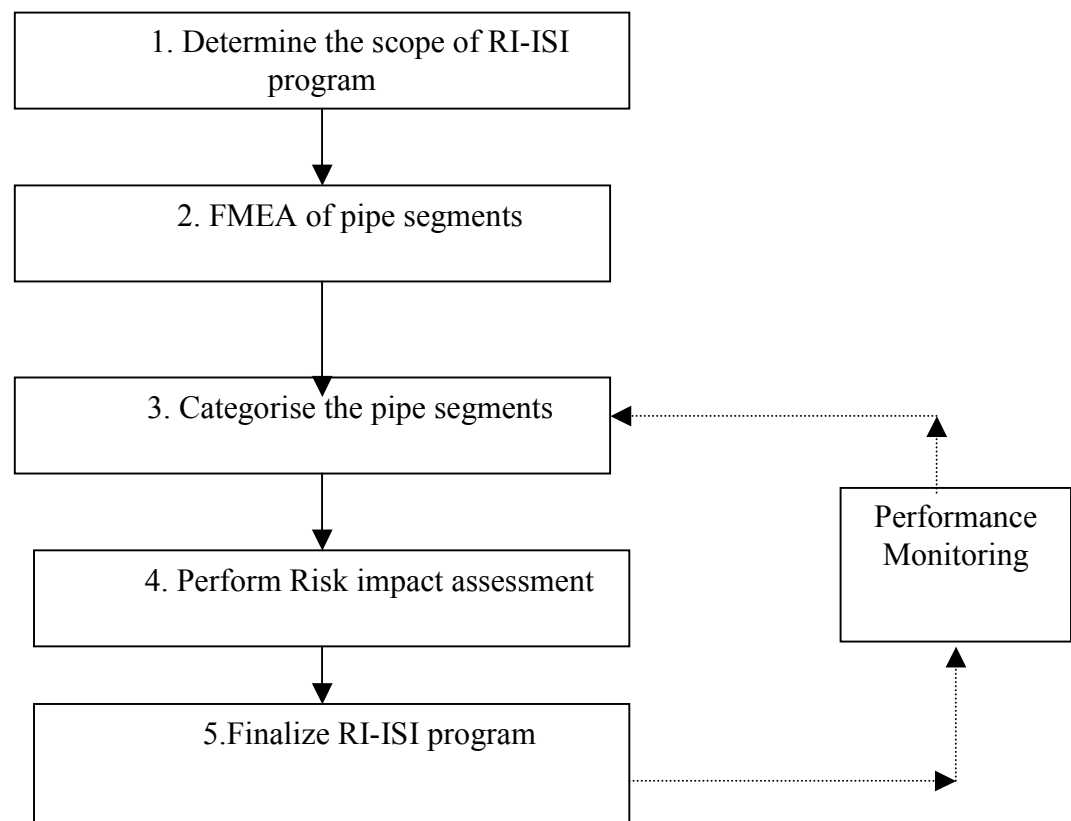 1. Determine the scope of RI-ISI
program
2. FMEA of pipe segments
3. Categorise the pipe segments
Performance
Monitoring
4. Perform Risk impact assessment
5.Finalize RI-ISI program